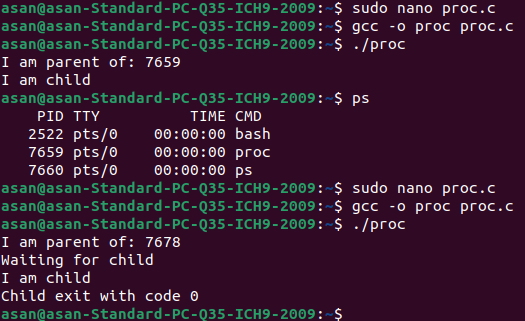 asan@asan-Standard-PC-Q35-ICH9-2009:~$ sudo nano proc.c
asan@asan-Standard-PC-Q35-ICH9-2009:~$ gcc -o proc proc.c
asan@asan-Standard-PC-Q35-ICH9-2009:~$ ./proc
I am parent of: 7659
I am child
asan@asan-Standard-PC-Q35-ICH9-2009:~$ ps
    PID TTY          TIME CMD
   2522 pts/0    00:00:00 bash
   7659 pts/0    00:00:00 proc
   7660 pts/0    00:00:00 ps
asan@asan-Standard-PC-Q35-ICH9-2009:~$ sudo nano proc.c
asan@asan-Standard-PC-Q35-ICH9-2009:~$ gcc -o proc proc.c
asan@asan-Standard-PC-Q35-ICH9-2009:~$ ./proc
I am parent of: 7678
Waiting for child
I am child
Child exit with code 0
asan@asan-Standard-PC-Q35-ICH9-2009:~$